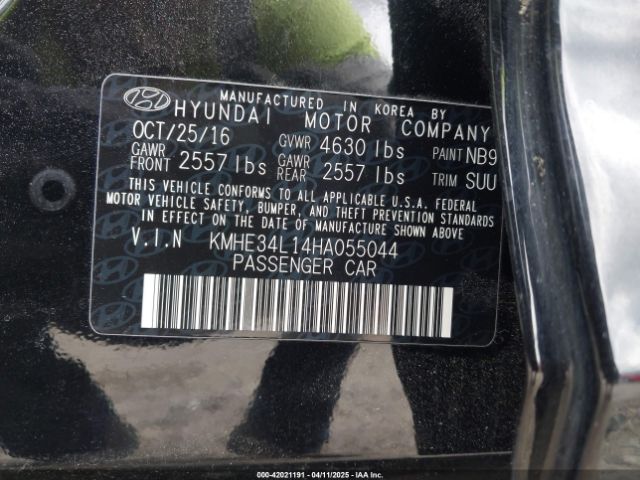 MANUFACTURED IN KOREA BY
HYUNDAI MOTOR COMPANY
OCT/25/16 GVWR 4630 lbs PAINT NB9
GAWR FRONT 2557 lbs GAWR REAR 2557 lbs TRIM SUU
THIS VEHICLE CONFORMS TO ALL APPLICABLE U.S.A. FEDERAL
MOTOR VEHICLE SAFETY, BUMPER, AND THEFT PREVENTION STANDARDS
IN EFFECT ON THE DATE OF MANUFACTURE SHOWN ABOVE
V.I.N KMHE34L14HA055044
PASSENGER CAR
000-42021191 - 04/11/2025 - IAA Inc.